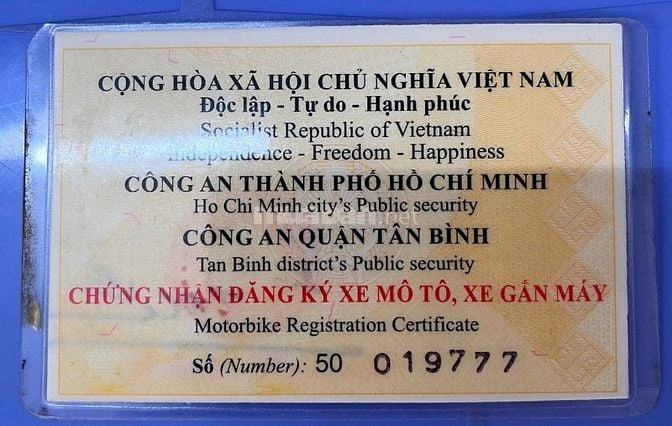 CỘNG HÒA XÃ HỘI CHỦ NGHĨA VIỆT NAM
Độc lập - Tự do - Hạnh phúc
Socialist Republic of Vietnam
Independence - Freedom - Happiness
CÔNG AN THÀNH PHỐ HỒ CHÍ MINH
Ho Chi Minh city's Public security
CÔNG AN QUẬN TÂN BÌNH
Tan Binh district's Public security
CHỨNG NHẬN ĐĂNG KÝ XE MÔ TÔ, XE GẮN MÁY
Motorbike Registration Certificate
Số (Number): 50 019777